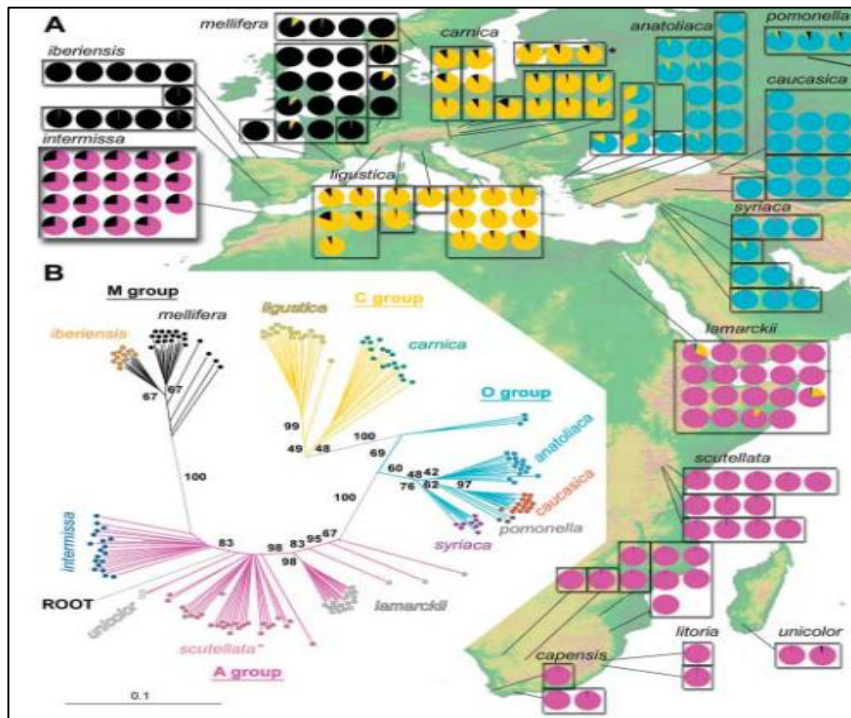 A
mellifera
carnica
anatoliaca
pomonella
iberiensis
*
caucasica
intermissa
ligustica
syriaca
B
M group
mellifera
iberiensis
ligustica
C group
carnica
lamarckii
67
67
O group
99
49
48
100
69
anatoliaca
60
48
42
76
62
97
caucasica
scutellata
100
100
pomonella
syriaca
intermissa
83
98
83
95
67
98
ROOT
unicolor
lamarckii
scutellata*
A group
litoria
unicolor
capensis
0.1